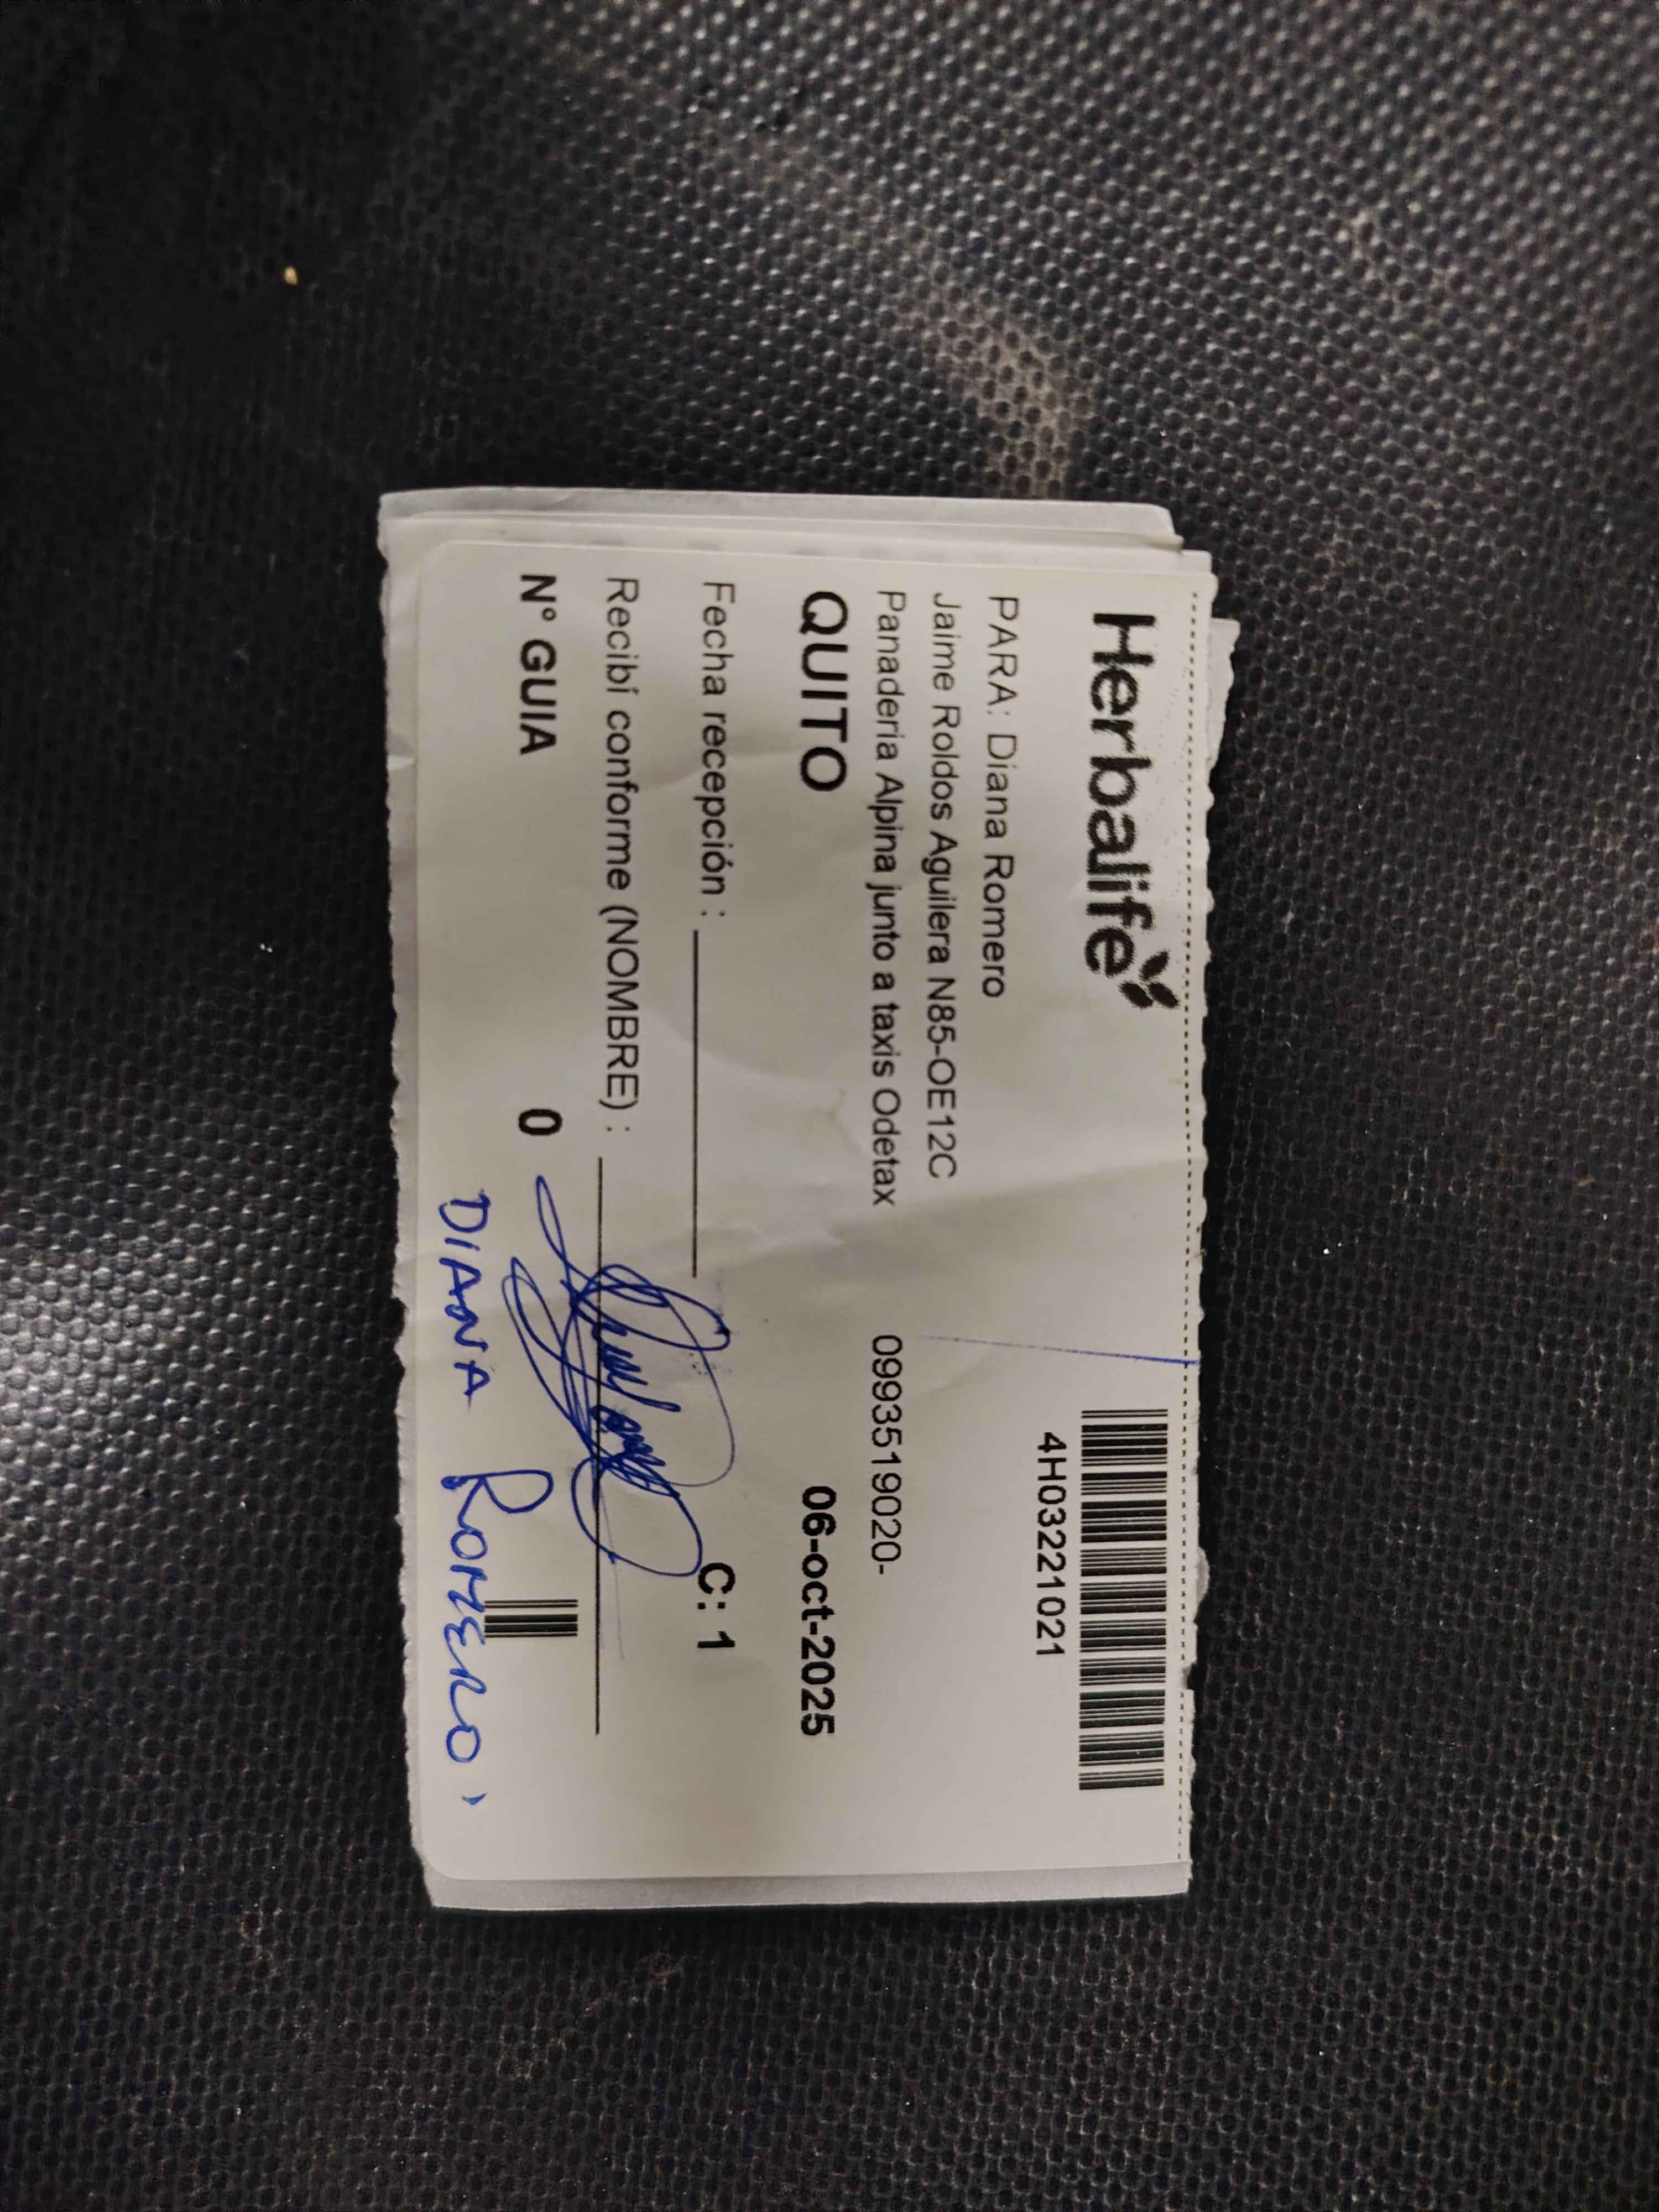 Herbalife
4H03221021
PARA: Diana Romero
Jaime Roldos Aguilera N85-OE12C
Panaderia Alpina junto a taxis Odetax 0993519020-
QUITO 06-oct-2025
Fecha recepción :
C: 1
Recibí conforme (NOMBRE) :
N° GUIA 0
DIANA ROMERO.